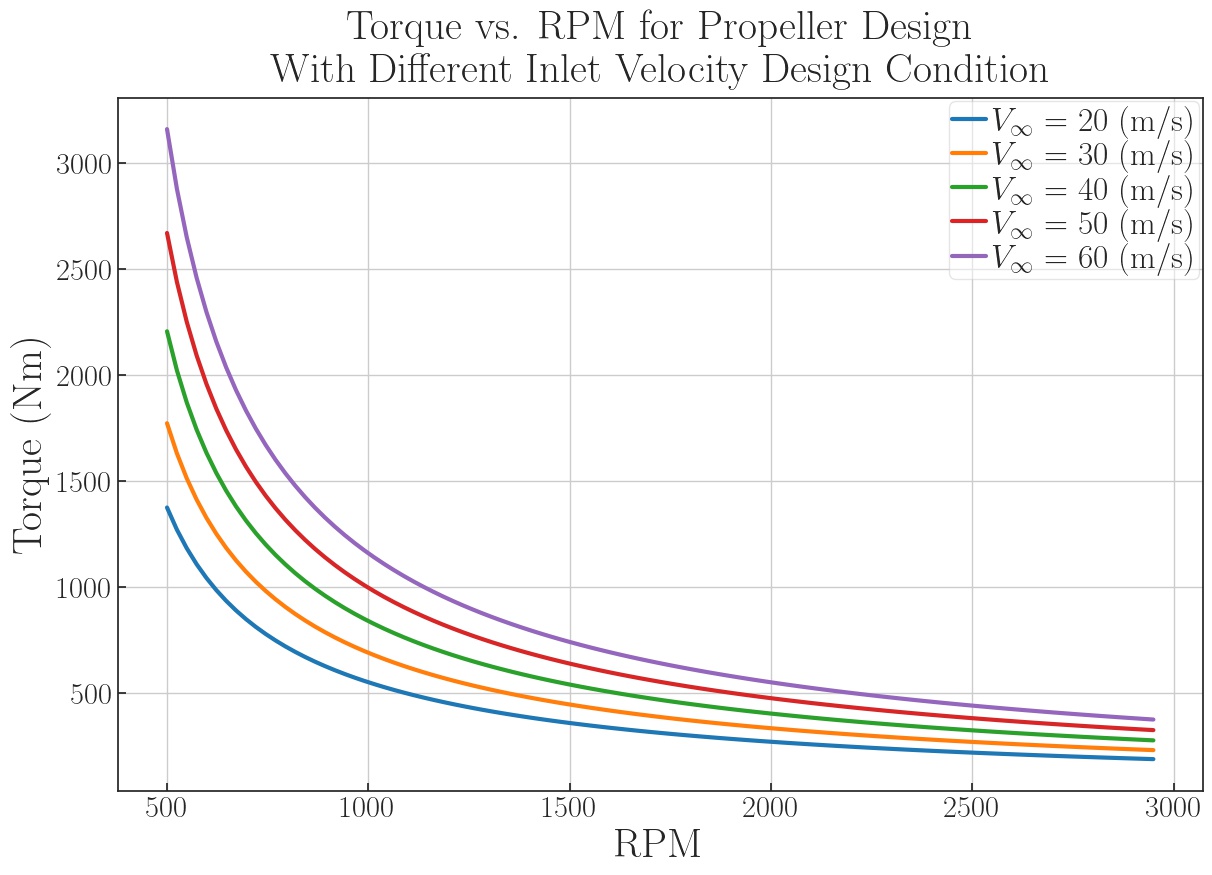 Torque vs. RPM for Propeller Design
With Different Inlet Velocity Design Condition
V∞ = 20 (m/s)
V∞ = 30 (m/s)
V∞ = 40 (m/s)
V∞ = 50 (m/s)
V∞ = 60 (m/s)
Torque (Nm)
3000
2500
2000
1500
1000
500
500 1000 1500 2000 2500 3000
RPM